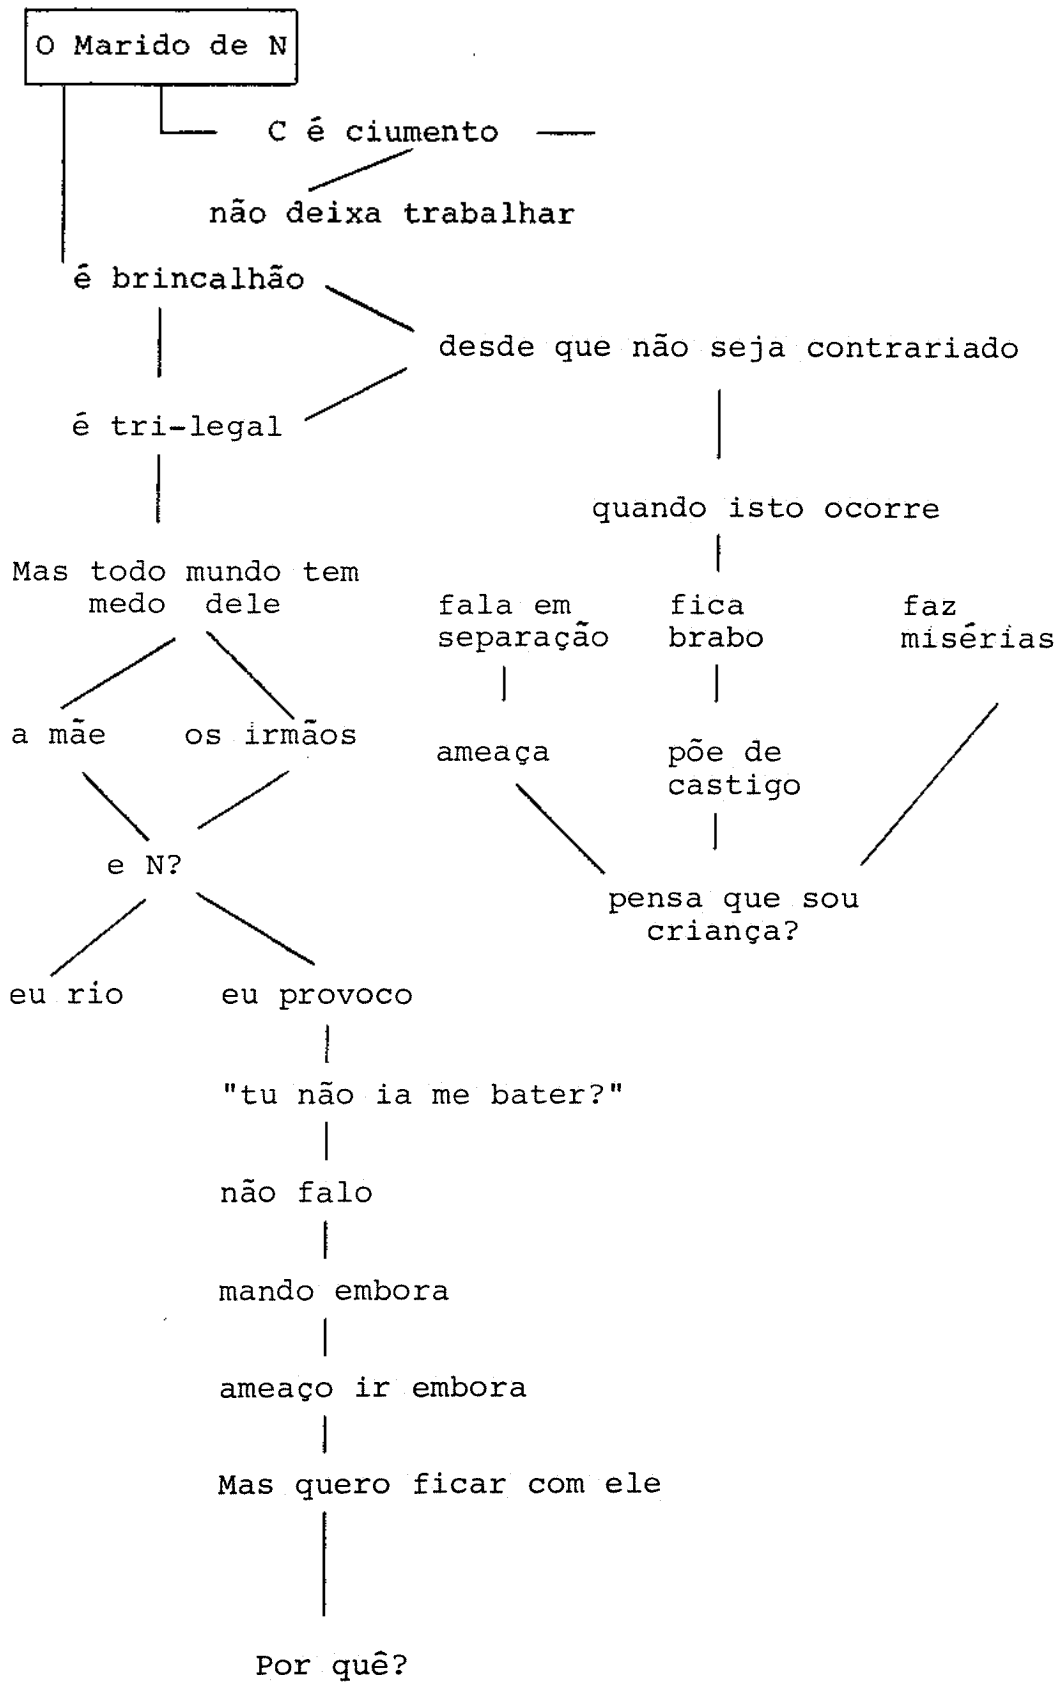 O Marido de N
C é ciumento
não deixa trabalhar
é brincalhão
desde que não seja contrariado
é tri-legal
quando isto ocorre
Mas todo mundo tem
medo dele
fala em
separação
fica
brabo
faz
misérias
a mãe
os irmãos
ameaça
põe de
castigo
e N?
pensa que sou
criança?
eu rio
eu provoco
"tu não ia me bater?"
não falo
mando embora
ameaço ir embora
Mas quero ficar com ele
Por quê?